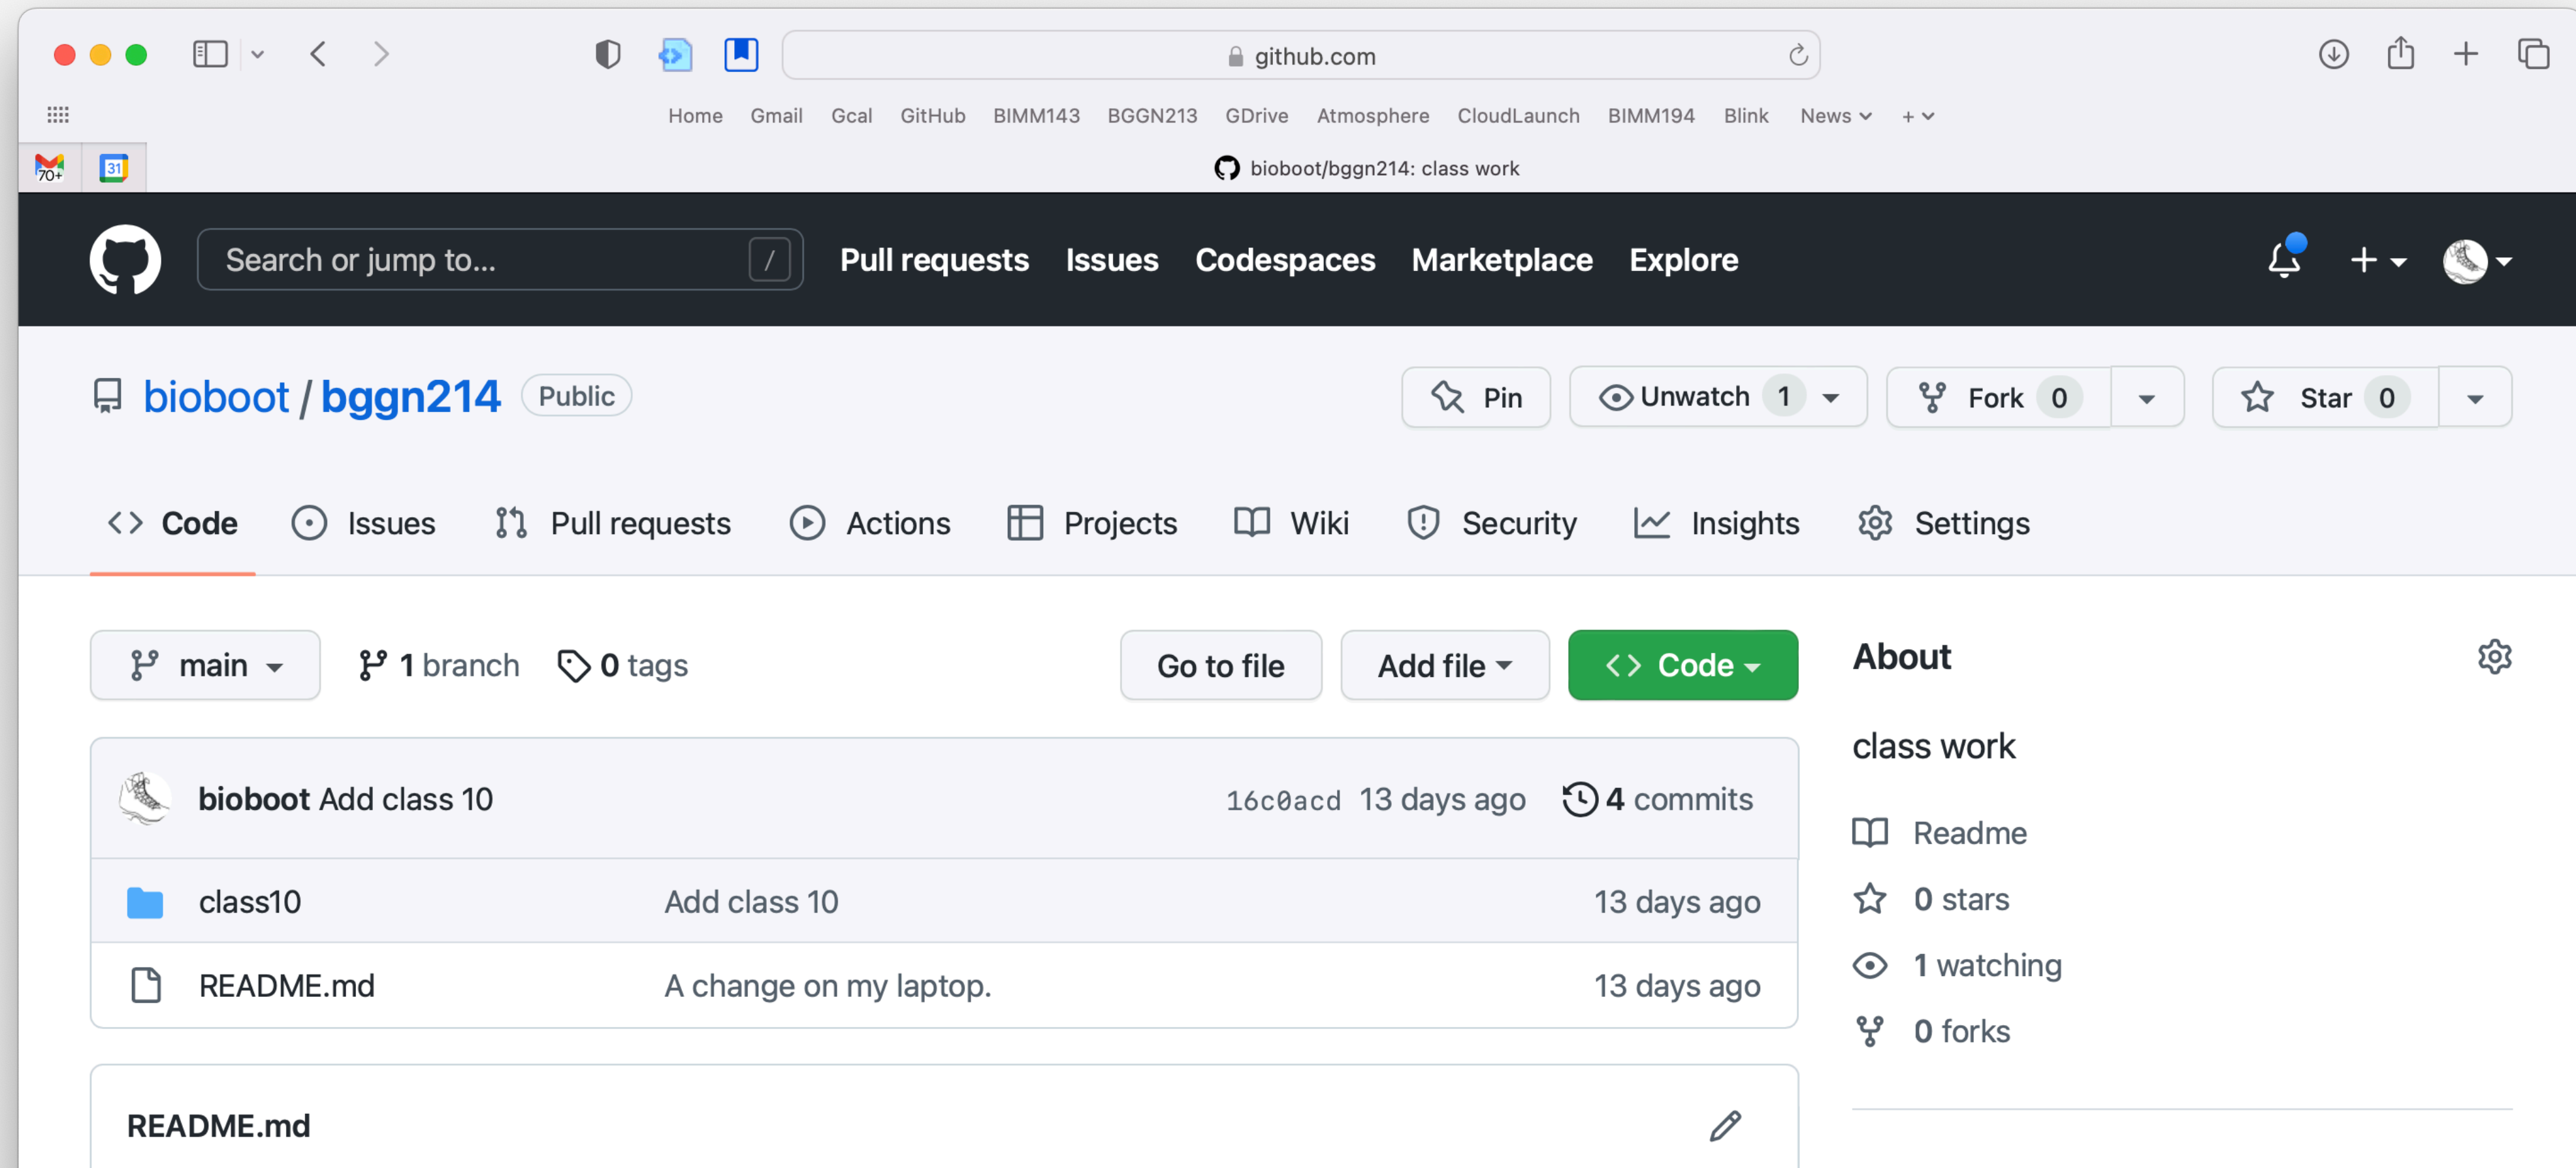 github.com
Home Gmail Gcal GitHub BIMM143 BGGN213 GDrive Atmosphere CloudLaunch BIMM194 Blink News +
70+ 31 bioboot/bggn214: class work
Search or jump to... / Pull requests Issues Codespaces Marketplace Explore +
bioboot / bggn214 Public Pin Unwatch 1 Fork 0 Star 0
Code Issues Pull requests Actions Projects Wiki Security Insights Settings
main 1 branch 0 tags Go to file Add file Code About
class work
bioboot Add class 10 16c0acd 13 days ago 4 commits
Readme
class10 Add class 10 13 days ago
0 stars
README.md A change on my laptop. 13 days ago
1 watching
0 forks
README.md